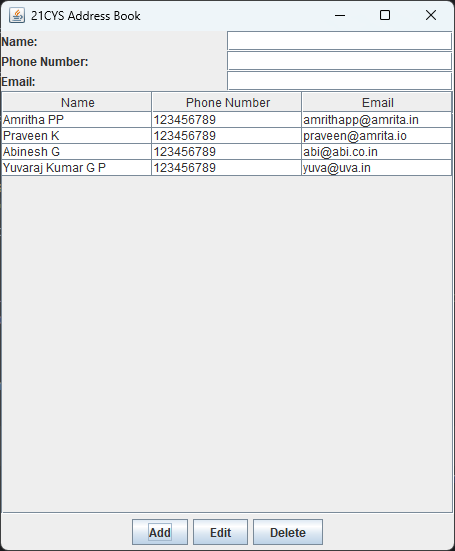 21CYS Address Book
Name:
Phone Number:
Email:
Name Phone Number Email
Amritha PP 123456789 amrithapp@amrita.in
Praveen K 123456789 praveen@amrita.io
Abinesh G 123456789 abi@abi.co.in
Yuvaraj Kumar G P 123456789 yuva@uva.in
Add Edit Delete